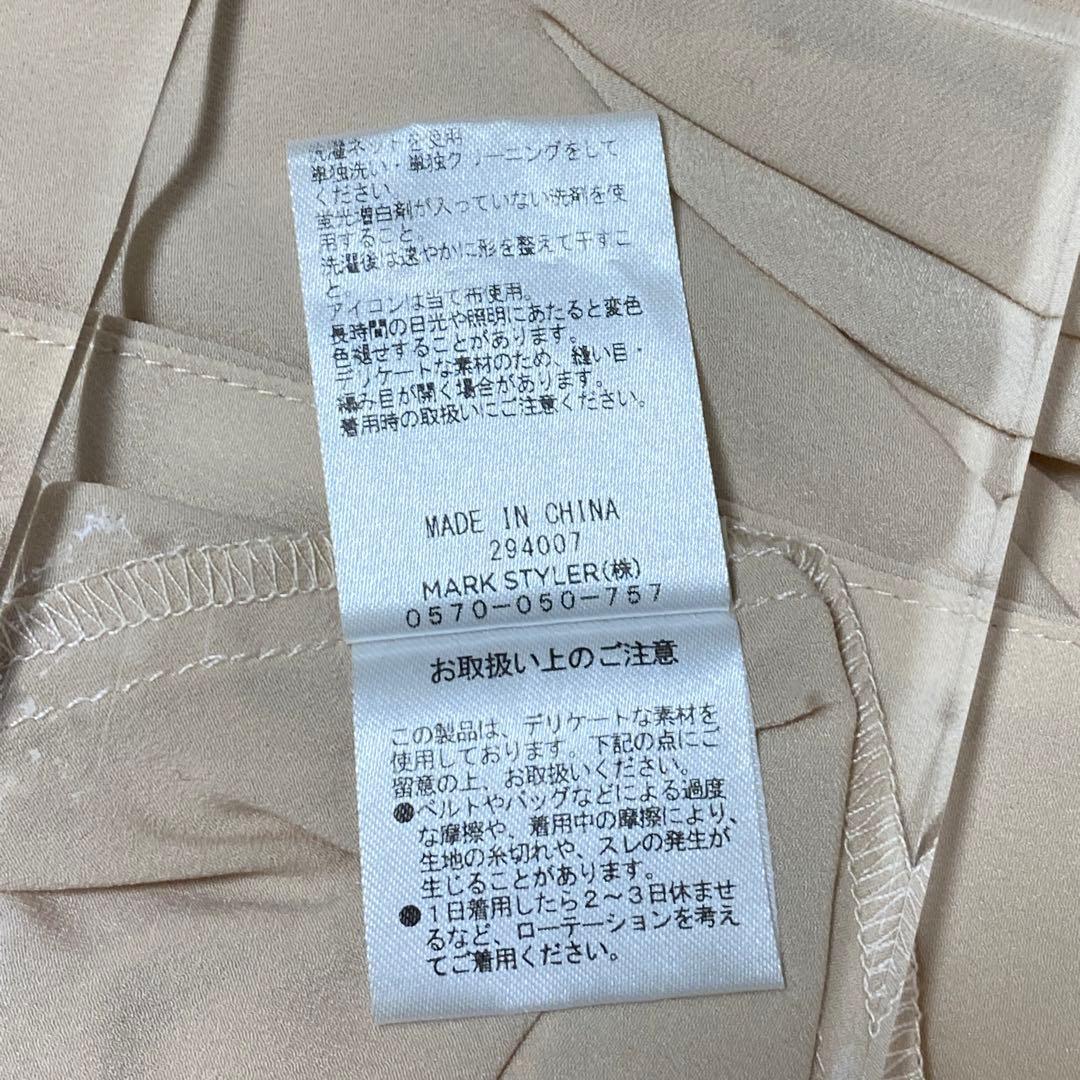 洗濯ネットを使用
単独洗い・単独クリーニングをして
ください。
蛍光増白剤が入っていない洗剤を使
用すること
洗濯後は速やかに形を整えて干すこ
と。
アイロンは当て布使用。
長時間の日光や照明にあたると変色
色褪せすることがあります。
デリケートな素材のため、縫い目・
編み目が開く場合があります。
着用時の取扱いにご注意ください。
MADE IN CHINA
294007
MARK STYLER(株)
0570-050-757
お取扱い上のご注意
この製品は、デリケートな素材を
使用しております。下記の点にご
留意の上、お取扱いください。
●ベルトやバッグなどによる過度
な摩擦や、着用中の摩擦により、
生地の糸切れや、スレの発生が
生じることがあります。
●1日着用したら2〜3日休ませ
るなど、ローテーションを考え
てご着用ください。